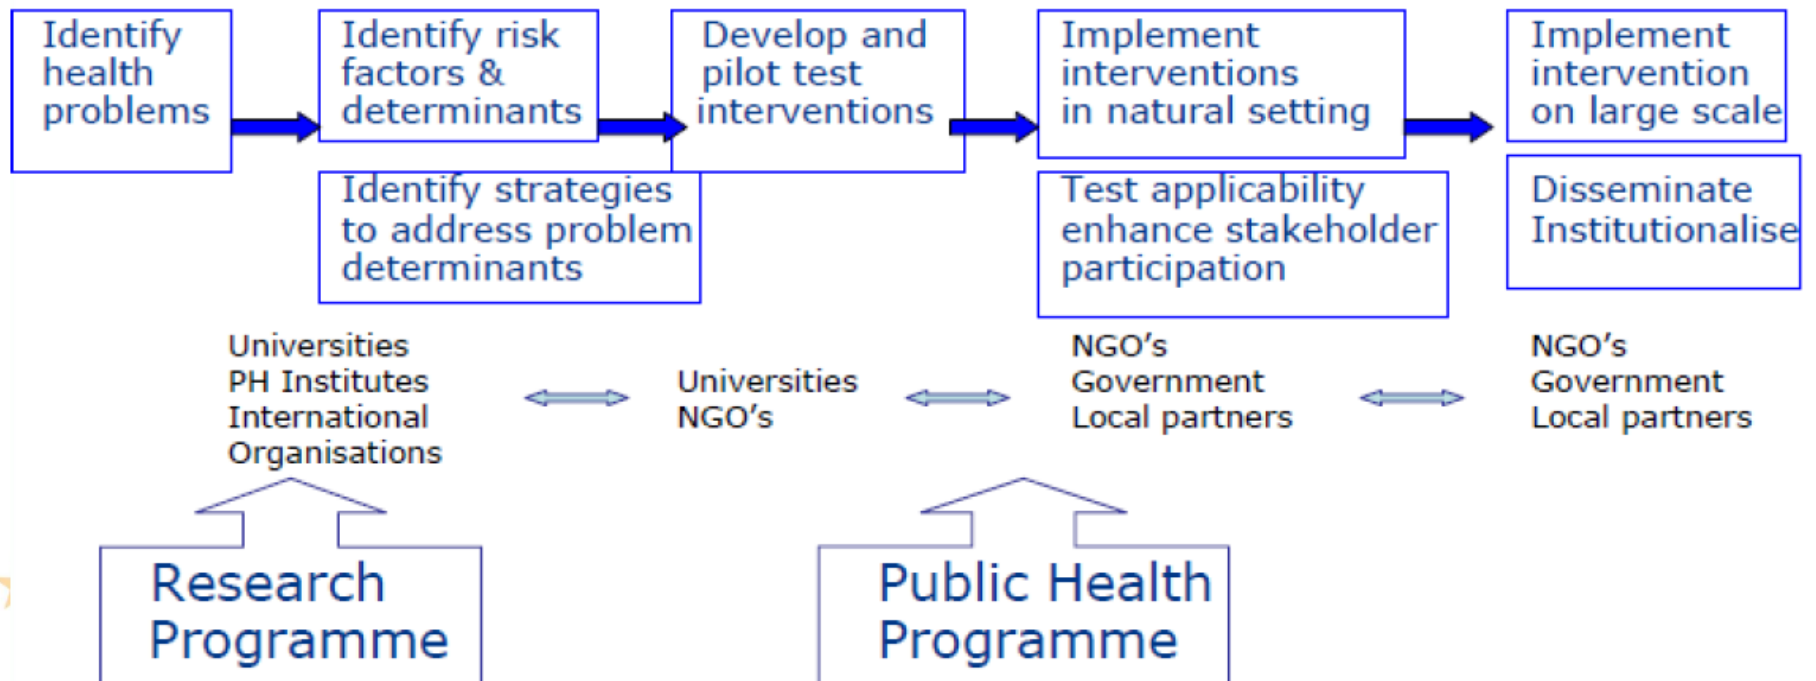 Identify
health
problems
Identify risk
factors &
determinants
Develop and
pilot test
interventions
Implement
interventions
in natural setting
Implement
intervention
on large scale
Identify strategies
to address problem
determinants
Test applicability
enhance stakeholder
participation
Disseminate
Institutionalise
Universities
PH Institutes
International
Organisations
Universities
NGO's
NGO's
Government
Local partners
NGO's
Government
Local partners
Research
Programme
Public Health
Programme